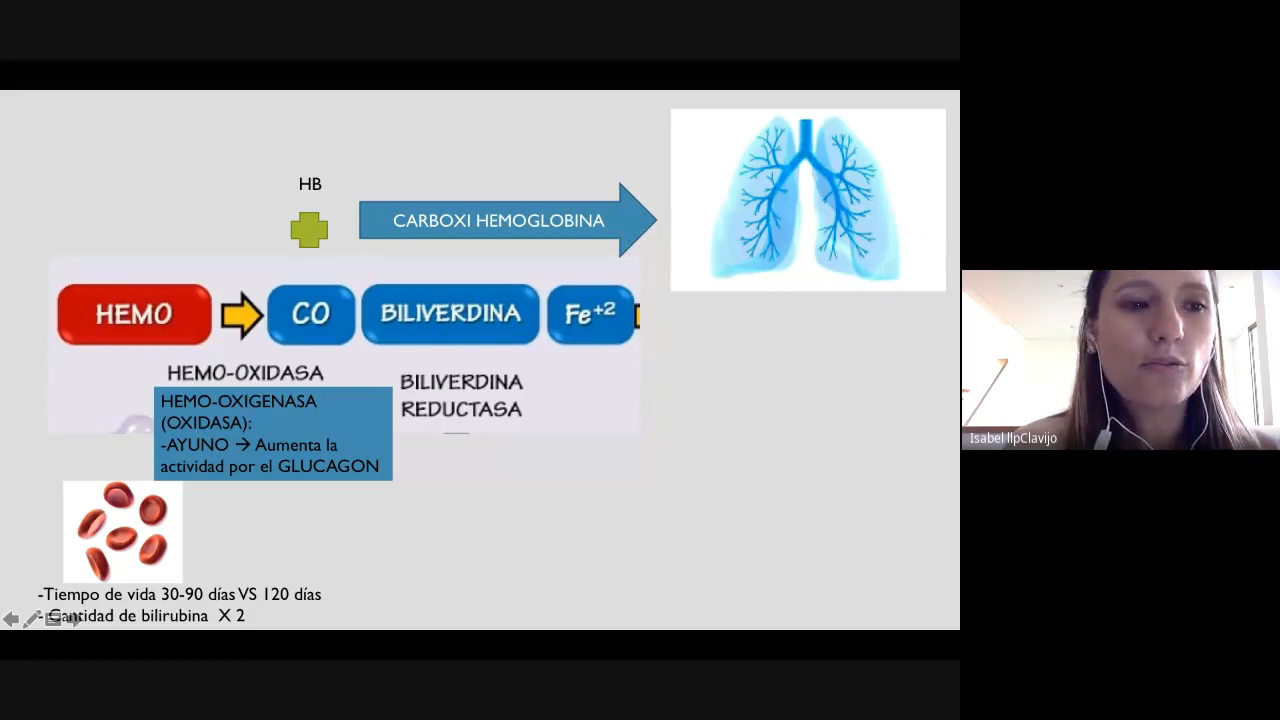 HB
CARBOXI HEMOGLOBINA
HEMO
CO
BILIVERDINA
Fe+2
HEMO-OXIDASA
BILIVERDINA
REDUCTASA
HEMO-OXIGENASA
(OXIDASA):
-AYUNO → Aumenta la
actividad por el GLUCAGON
-Tiempo de vida 30-90 días VS 120 días
- Cantidad de bilirubina X 2
Isabel llpClavijo